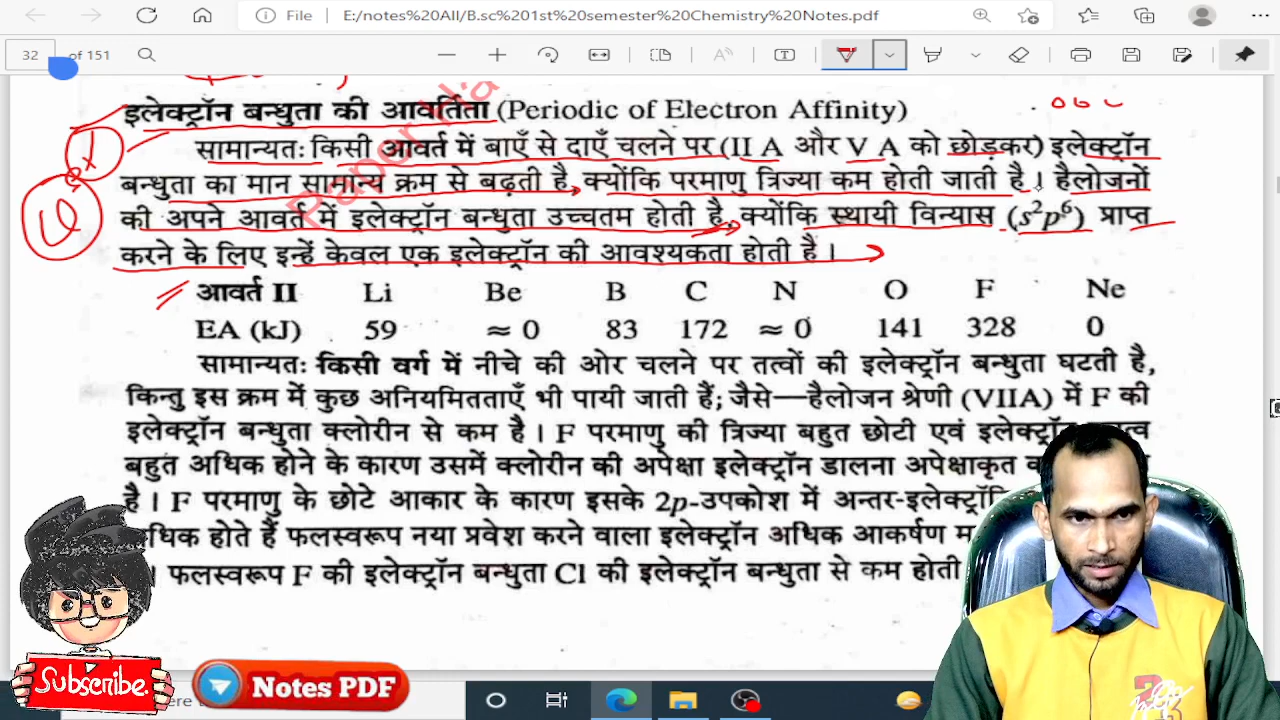 File
E:/notes%20All/B.sc%201st%20semester%20Chemistry%20Notes.pdf
32 of 151
इलेक्ट्रॉन बन्धुता की आवर्तिता (Periodic of Electron Affinity)
सामान्यतः किसी आवर्त में बाएँ से दाएँ चलने पर (II A और V A को छोड़कर) इलेक्ट्रॉन
बन्धुता का मान सामान्य क्रम से बढ़ती है, क्योंकि परमाणु त्रिज्या कम होती जाती है। हैलोजनों
की अपने आवर्त में इलेक्ट्रॉन बन्धुता उच्चतम होती है, क्योंकि स्थायी विन्यास (s²p⁶) प्राप्त
करने के लिए इन्हें केवल एक इलेक्ट्रॉन की आवश्यकता होती है।
आवर्त II Li Be B C N O F Ne
EA (kJ) 59 ≈ 0 83 172 ≈ 0 141 328 0
सामान्यतः किसी वर्ग में नीचे की ओर चलने पर तत्वों की इलेक्ट्रॉन बन्धुता घटती है,
किन्तु इस क्रम में कुछ अनियमितताएँ भी पायी जाती हैं; जैसे—हैलोजन श्रेणी (VIIA) में F की
इलेक्ट्रॉन बन्धुता क्लोरीन से कम है। F परमाणु की त्रिज्या बहुत छोटी एवं
बहुत अधिक होने के कारण उसमें क्लोरीन की अपेक्षा इलेक्ट्रॉन डालना अपेक्षाकृत
है। F परमाणु के छोटे आकार के कारण इसके 2p-उपकोश में
होते हैं फलस्वरूप नया प्रवेश करने वाला इलेक्ट्रॉन अधिक आकर्षण
फलस्वरूप F की इलेक्ट्रॉन बन्धुता Cl की इलेक्ट्रॉन बन्धुता से कम होती
Subscribe.
Notes PDF